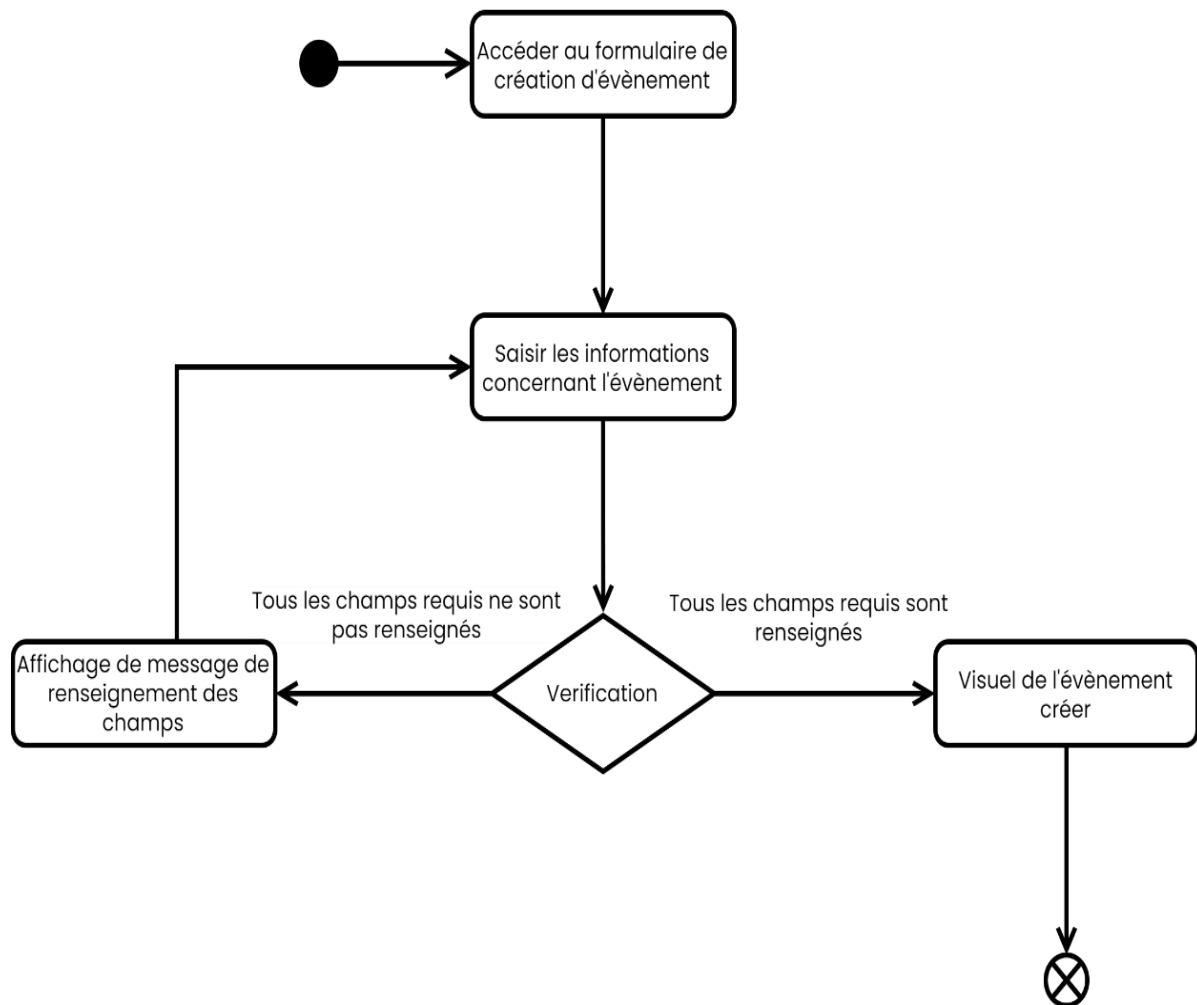 Accéder au formulaire de
création d'évènement
Saisir les informations
concernant l'évènement
Tous les champs requis ne sont
pas renseignés
Tous les champs requis sont
renseignés
Affichage de message de
renseignement des
champs
Verification
Visuel de l'évènement
créer